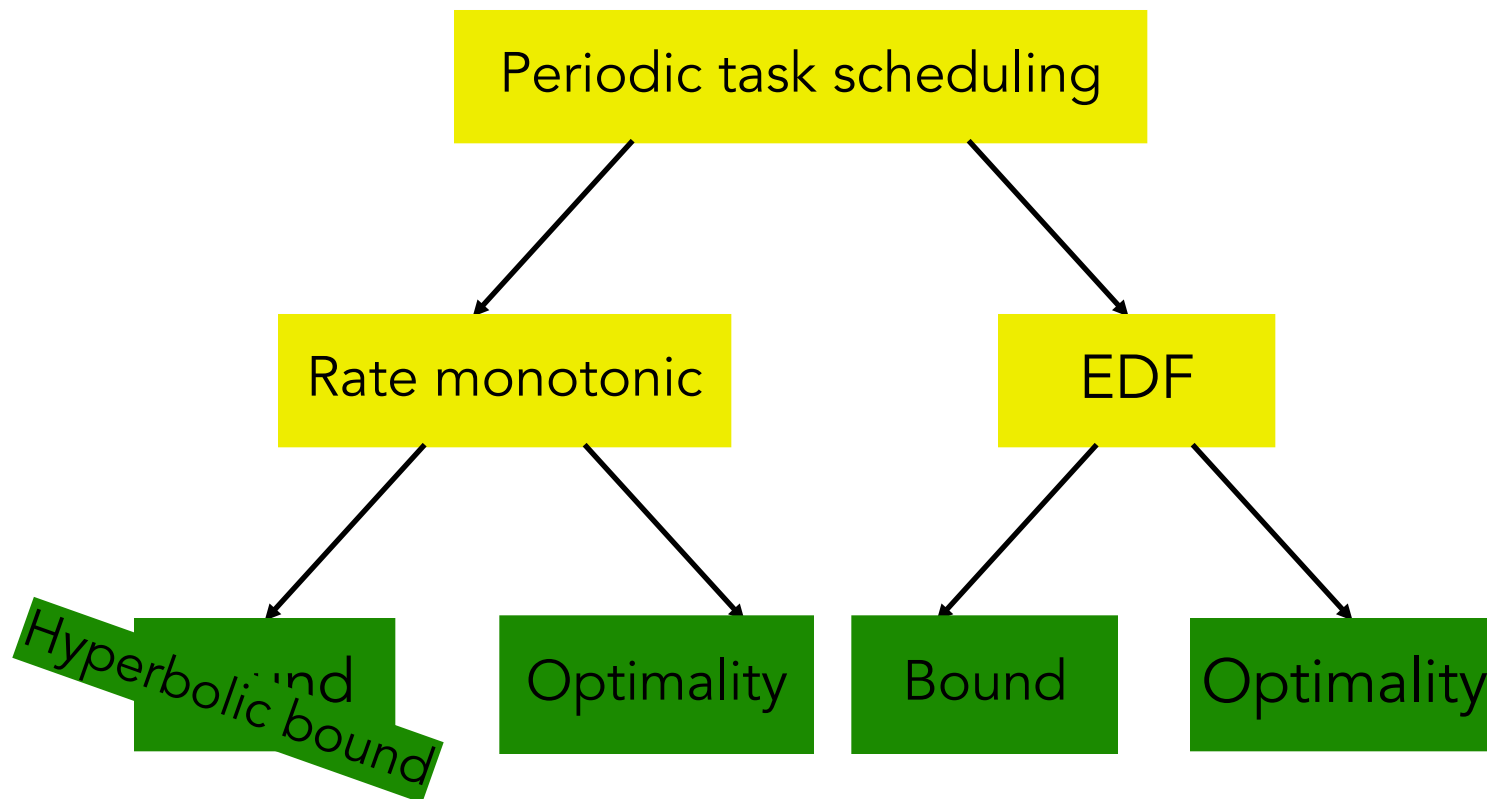 Periodic task scheduling
Rate monotonic
EDF
Hyperbolic bound
Optimality
Bound
Optimality